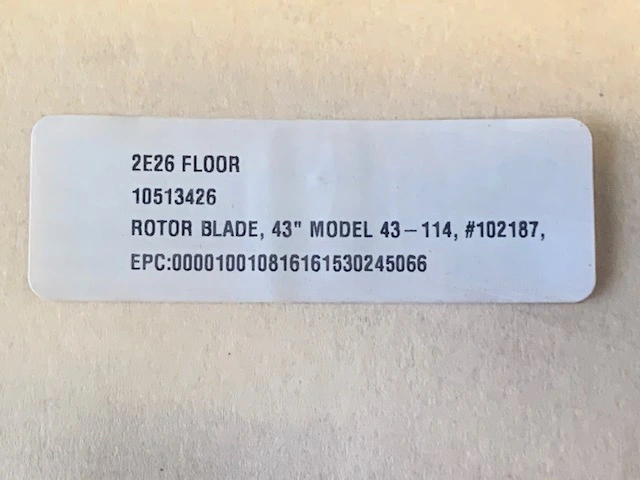 2E26 FLOOR
10513426
ROTOR BLADE, 43" MODEL 43-114, #102187,
EPC:000010010816161530245066